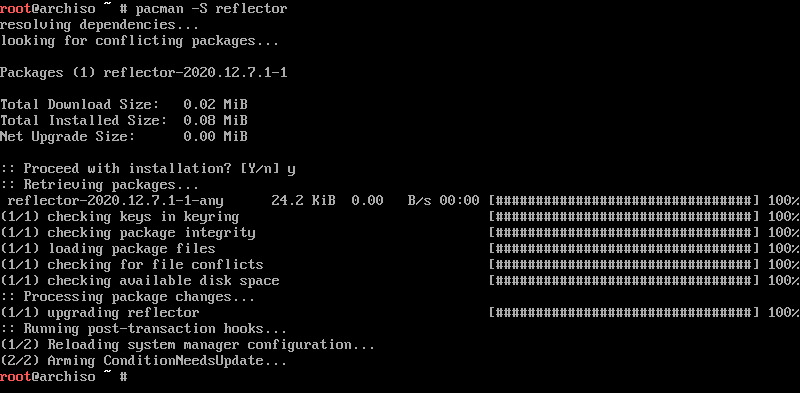 root@archiso ~ # pacman -S reflector
resolving dependencies...
looking for conflicting packages...

Packages (1) reflector-2020.12.7.1-1

Total Download Size:   0.02 MiB
Total Installed Size:  0.08 MiB
Net Upgrade Size:      0.00 MiB

:: Proceed with installation? [Y/n] y
:: Retrieving packages...
 reflector-2020.12.7.1-1-any      24.2 KiB  0.00   B/s 00:00 [################################] 100%
(1/1) checking keys in keyring                               [################################] 100%
(1/1) checking package integrity                             [################################] 100%
(1/1) loading package files                                  [################################] 100%
(1/1) checking for file conflicts                            [################################] 100%
(1/1) checking available disk space                          [################################] 100%
:: Processing package changes...
(1/1) upgrading reflector                                    [################################] 100%
:: Running post-transaction hooks...
(1/2) Reloading system manager configuration...
(2/2) Arming ConditionNeedsUpdate...
root@archiso ~ #